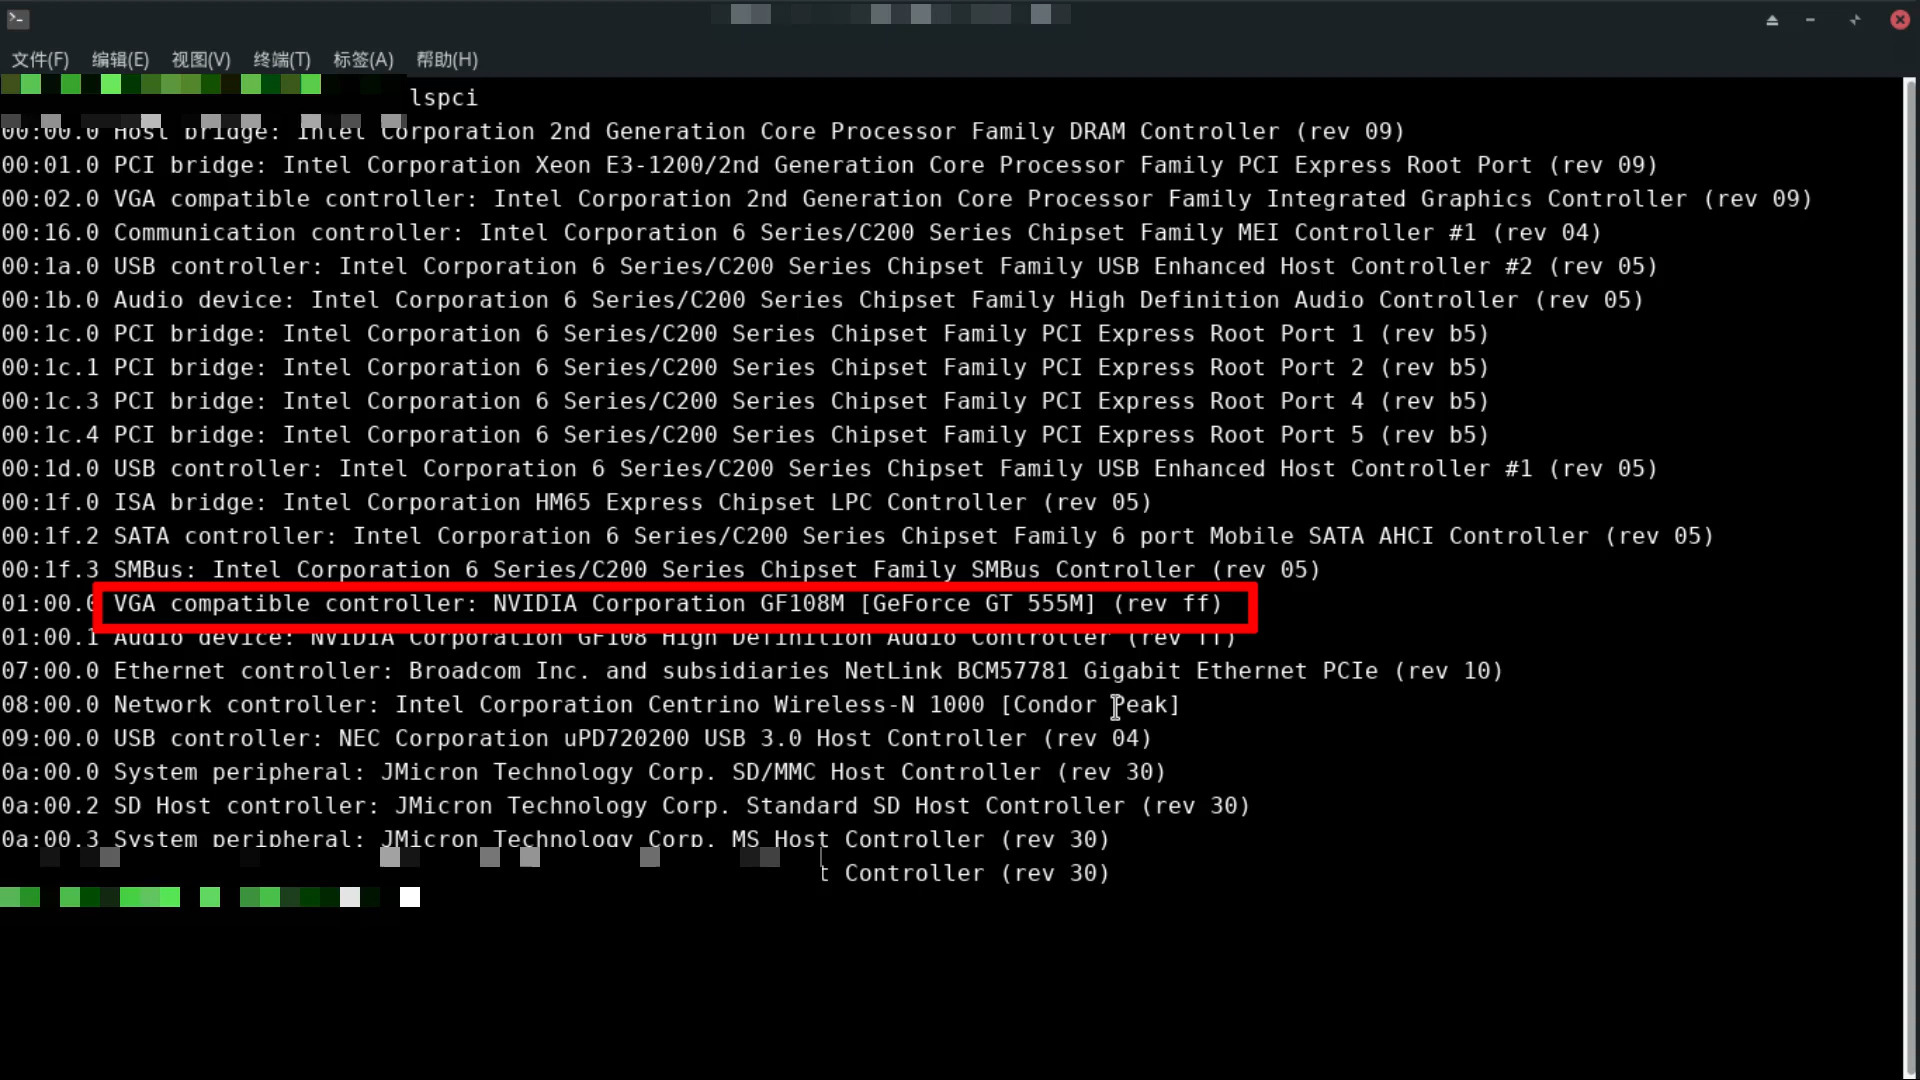 文件(F) 编辑(E) 视图(V) 终端(T) 标签(A) 帮助(H)
lspci
00:00.0 Host bridge: Intel Corporation 2nd Generation Core Processor Family DRAM Controller (rev 09)
00:01.0 PCI bridge: Intel Corporation Xeon E3-1200/2nd Generation Core Processor Family PCI Express Root Port (rev 09)
00:02.0 VGA compatible controller: Intel Corporation 2nd Generation Core Processor Family Integrated Graphics Controller (rev 09)
00:16.0 Communication controller: Intel Corporation 6 Series/C200 Series Chipset Family MEI Controller #1 (rev 04)
00:1a.0 USB controller: Intel Corporation 6 Series/C200 Series Chipset Family USB Enhanced Host Controller #2 (rev 05)
00:1b.0 Audio device: Intel Corporation 6 Series/C200 Series Chipset Family High Definition Audio Controller (rev 05)
00:1c.0 PCI bridge: Intel Corporation 6 Series/C200 Series Chipset Family PCI Express Root Port 1 (rev b5)
00:1c.1 PCI bridge: Intel Corporation 6 Series/C200 Series Chipset Family PCI Express Root Port 2 (rev b5)
00:1c.3 PCI bridge: Intel Corporation 6 Series/C200 Series Chipset Family PCI Express Root Port 4 (rev b5)
00:1c.4 PCI bridge: Intel Corporation 6 Series/C200 Series Chipset Family PCI Express Root Port 5 (rev b5)
00:1d.0 USB controller: Intel Corporation 6 Series/C200 Series Chipset Family USB Enhanced Host Controller #1 (rev 05)
00:1f.0 ISA bridge: Intel Corporation HM65 Express Chipset LPC Controller (rev 05)
00:1f.2 SATA controller: Intel Corporation 6 Series/C200 Series Chipset Family 6 port Mobile SATA AHCI Controller (rev 05)
00:1f.3 SMBus: Intel Corporation 6 Series/C200 Series Chipset Family SMBus Controller (rev 05)
01:00.0 VGA compatible controller: NVIDIA Corporation GF108M [GeForce GT 555M] (rev ff)
01:00.1 Audio device: NVIDIA Corporation GF108 High Definition Audio Controller (rev ff)
07:00.0 Ethernet controller: Broadcom Inc. and subsidiaries NetLink BCM57781 Gigabit Ethernet PCIe (rev 10)
08:00.0 Network controller: Intel Corporation Centrino Wireless-N 1000 [Condor Peak]
09:00.0 USB controller: NEC Corporation uPD720200 USB 3.0 Host Controller (rev 04)
0a:00.0 System peripheral: JMicron Technology Corp. SD/MMC Host Controller (rev 30)
0a:00.2 SD Host controller: JMicron Technology Corp. Standard SD Host Controller (rev 30)
0a:00.3 System peripheral: JMicron Technology Corp. MS Host Controller (rev 30)
t Controller (rev 30)